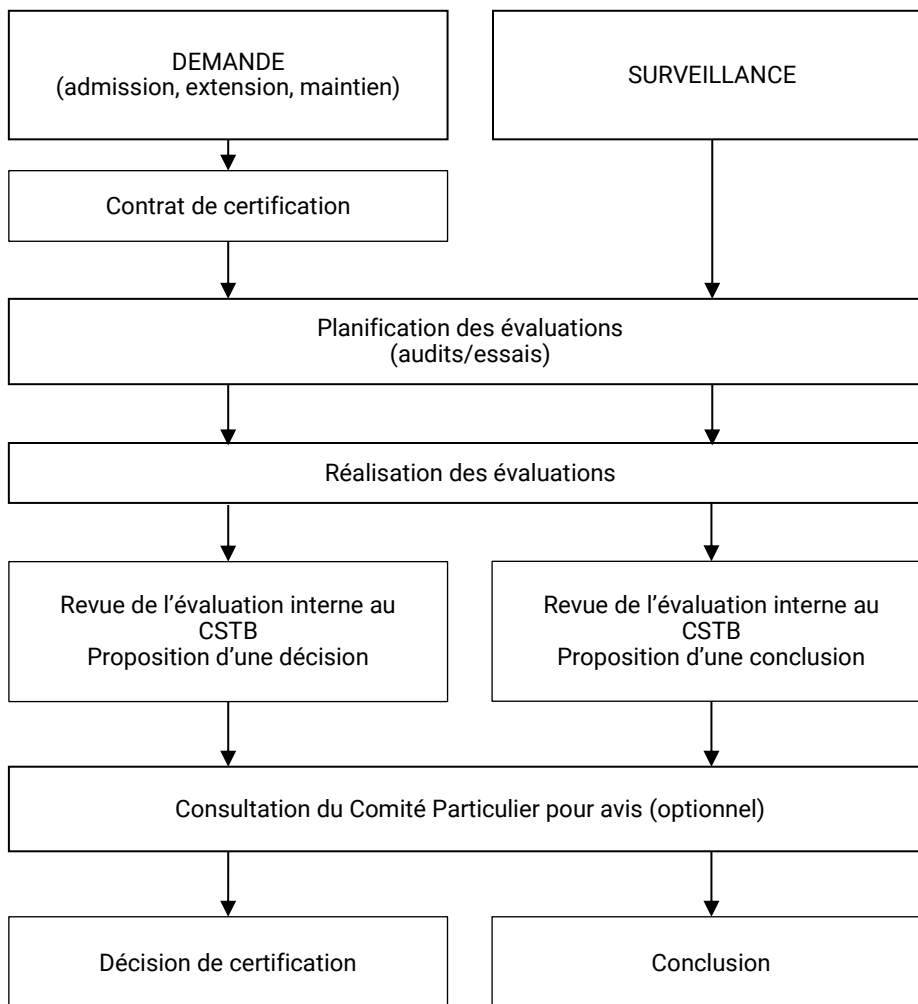 DEMANDE
(admission, extension, maintien)
SURVEILLANCE
Contrat de certification
Planification des évaluations
(audits/essais)
Réalisation des évaluations
Revue de l’évaluation interne au
CSTB
Proposition d’une décision
Revue de l’évaluation interne au
CSTB
Proposition d’une conclusion
Consultation du Comité Particulier pour avis (optionnel)
Décision de certification
Conclusion